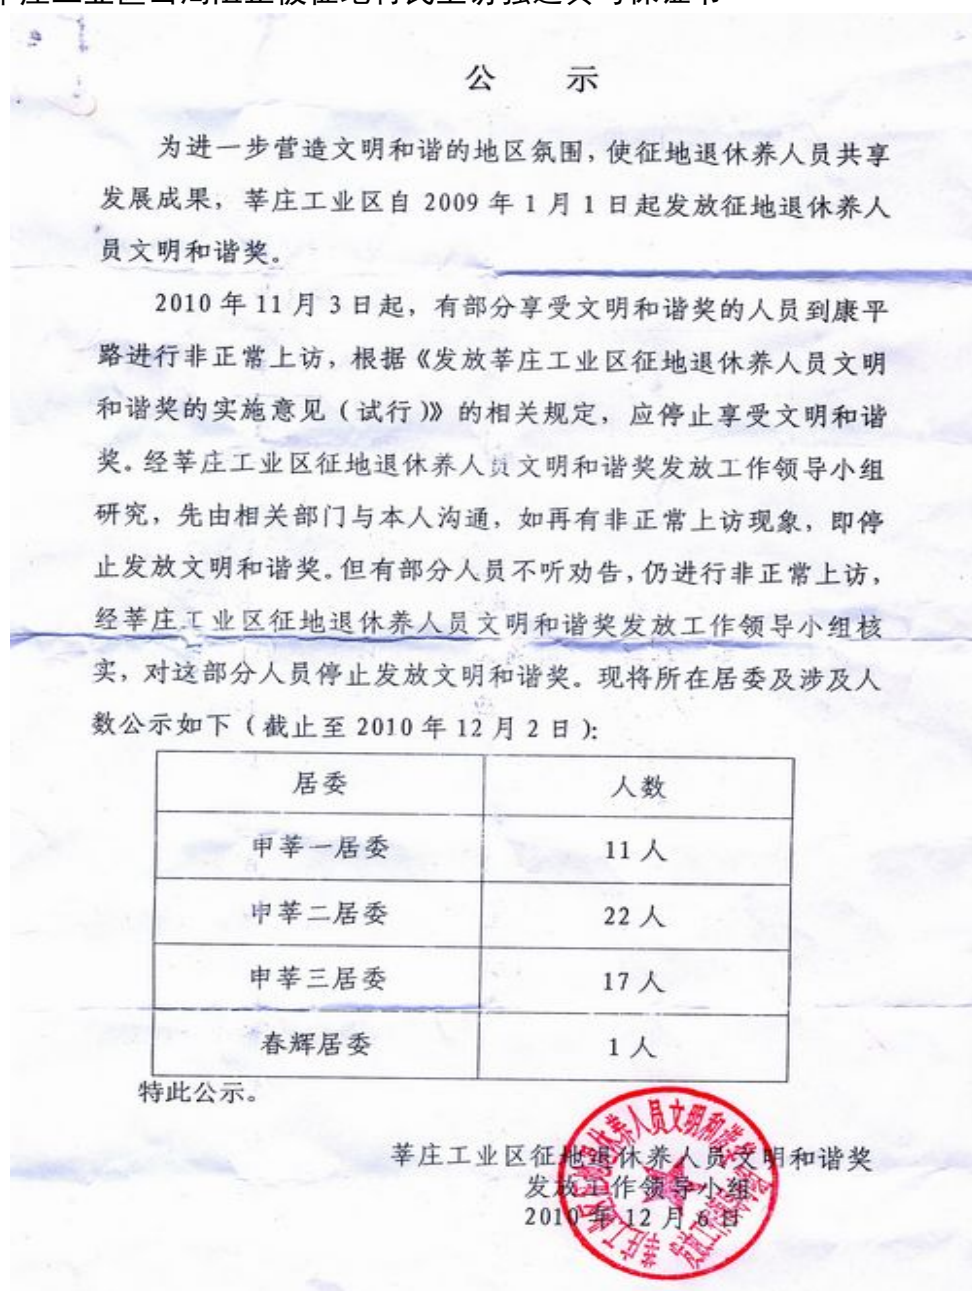 公 示
为进一步营造文明和谐的地区氛围，使征地退休养人员共享
发展成果，莘庄工业区自 2009 年 1 月 1 日起发放征地退休养人
员文明和谐奖。
2010 年 11 月 3 日起，有部分享受文明和谐奖的人员到康平
路进行非正常上访，根据《发放莘庄工业区征地退休养人员文明
和谐奖的实施意见（试行）》的相关规定，应停止享受文明和谐
奖。经莘庄工业区征地退休养人员文明和谐奖发放工作领导小组
研究，先由相关部门与本人沟通，如再有非正常上访现象，即停
止发放文明和谐奖。但有部分人员不听劝告，仍进行非正常上访，
经莘庄工业区征地退休养人员文明和谐奖发放工作领导小组核
实，对这部分人员停止发放文明和谐奖。现将所在居委及涉及人
数公示如下（截止至 2010 年 12 月 2 日）：
居委 人数
申莘一居委 11 人
申莘二居委 22 人
申莘三居委 17 人
春辉居委 1 人
特此公示。
莘庄工业区征地退休养人员文明和谐奖
发放工作领导小组
2010 年 12 月 6 日